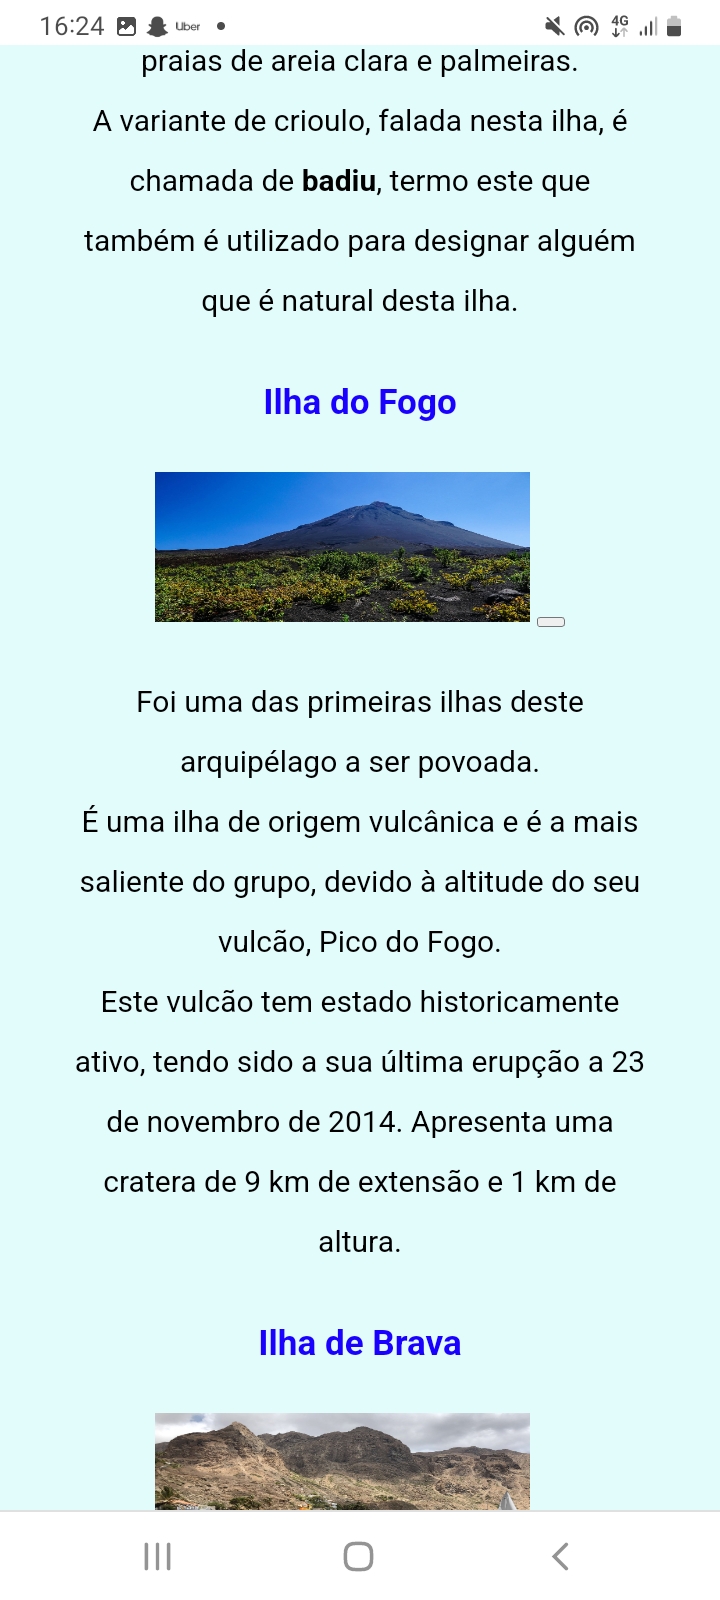 16:24
Uber
4G
praias de areia clara e palmeiras.
A variante de crioulo, falada nesta ilha, é
chamada de badiu, termo este que
também é utilizado para designar alguém
que é natural desta ilha.
Ilha do Fogo
Foi uma das primeiras ilhas deste
arquipélago a ser povoada.
É uma ilha de origem vulcânica e é a mais
saliente do grupo, devido à altitude do seu
vulcão, Pico do Fogo.
Este vulcão tem estado historicamente
ativo, tendo sido a sua última erupção a 23
de novembro de 2014. Apresenta uma
cratera de 9 km de extensão e 1 km de
altura.
Ilha de Brava